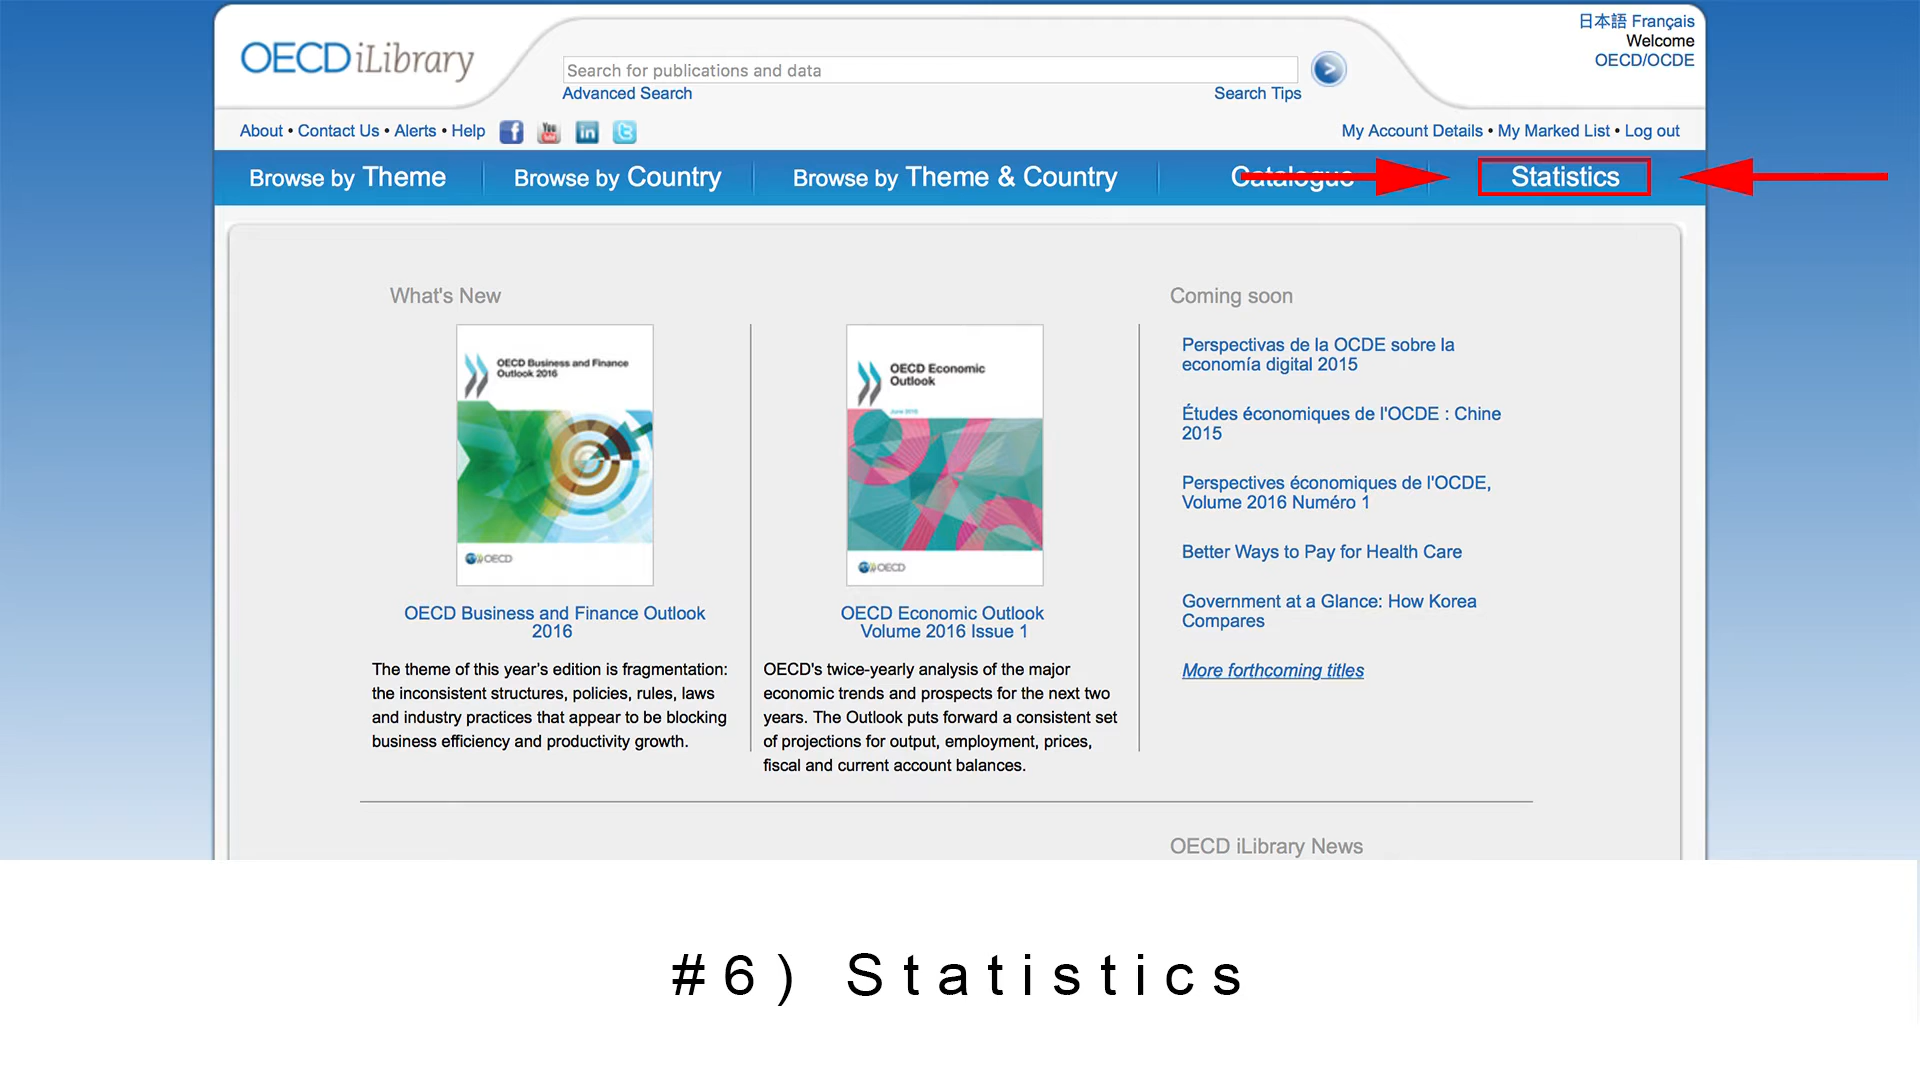 日本語 Français
Welcome
OECD/OCDE
OECD iLibrary
Search for publications and data
Advanced Search
Search Tips
About • Contact Us • Alerts • Help
You
in
My Account Details • My Marked List • Log out
Browse by Theme
Browse by Country
Browse by Theme & Country
Catalogue
Statistics
What's New
OECD Business and Finance
Outlook 2016
OECD
OECD Business and Finance Outlook
2016
The theme of this year's edition is fragmentation:
the inconsistent structures, policies, rules, laws
and industry practices that appear to be blocking
business efficiency and productivity growth.
OECD Economic
Outlook
June 2016
OECD
OECD Economic Outlook
Volume 2016 Issue 1
OECD's twice-yearly analysis of the major
economic trends and prospects for the next two
years. The Outlook puts forward a consistent set
of projections for output, employment, prices,
fiscal and current account balances.
Coming soon
Perspectivas de la OCDE sobre la
economía digital 2015
Études économiques de l'OCDE : Chine
2015
Perspectives économiques de l'OCDE,
Volume 2016 Numéro 1
Better Ways to Pay for Health Care
Government at a Glance: How Korea
Compares
More forthcoming titles
OECD iLibrary News
#6) Statistics